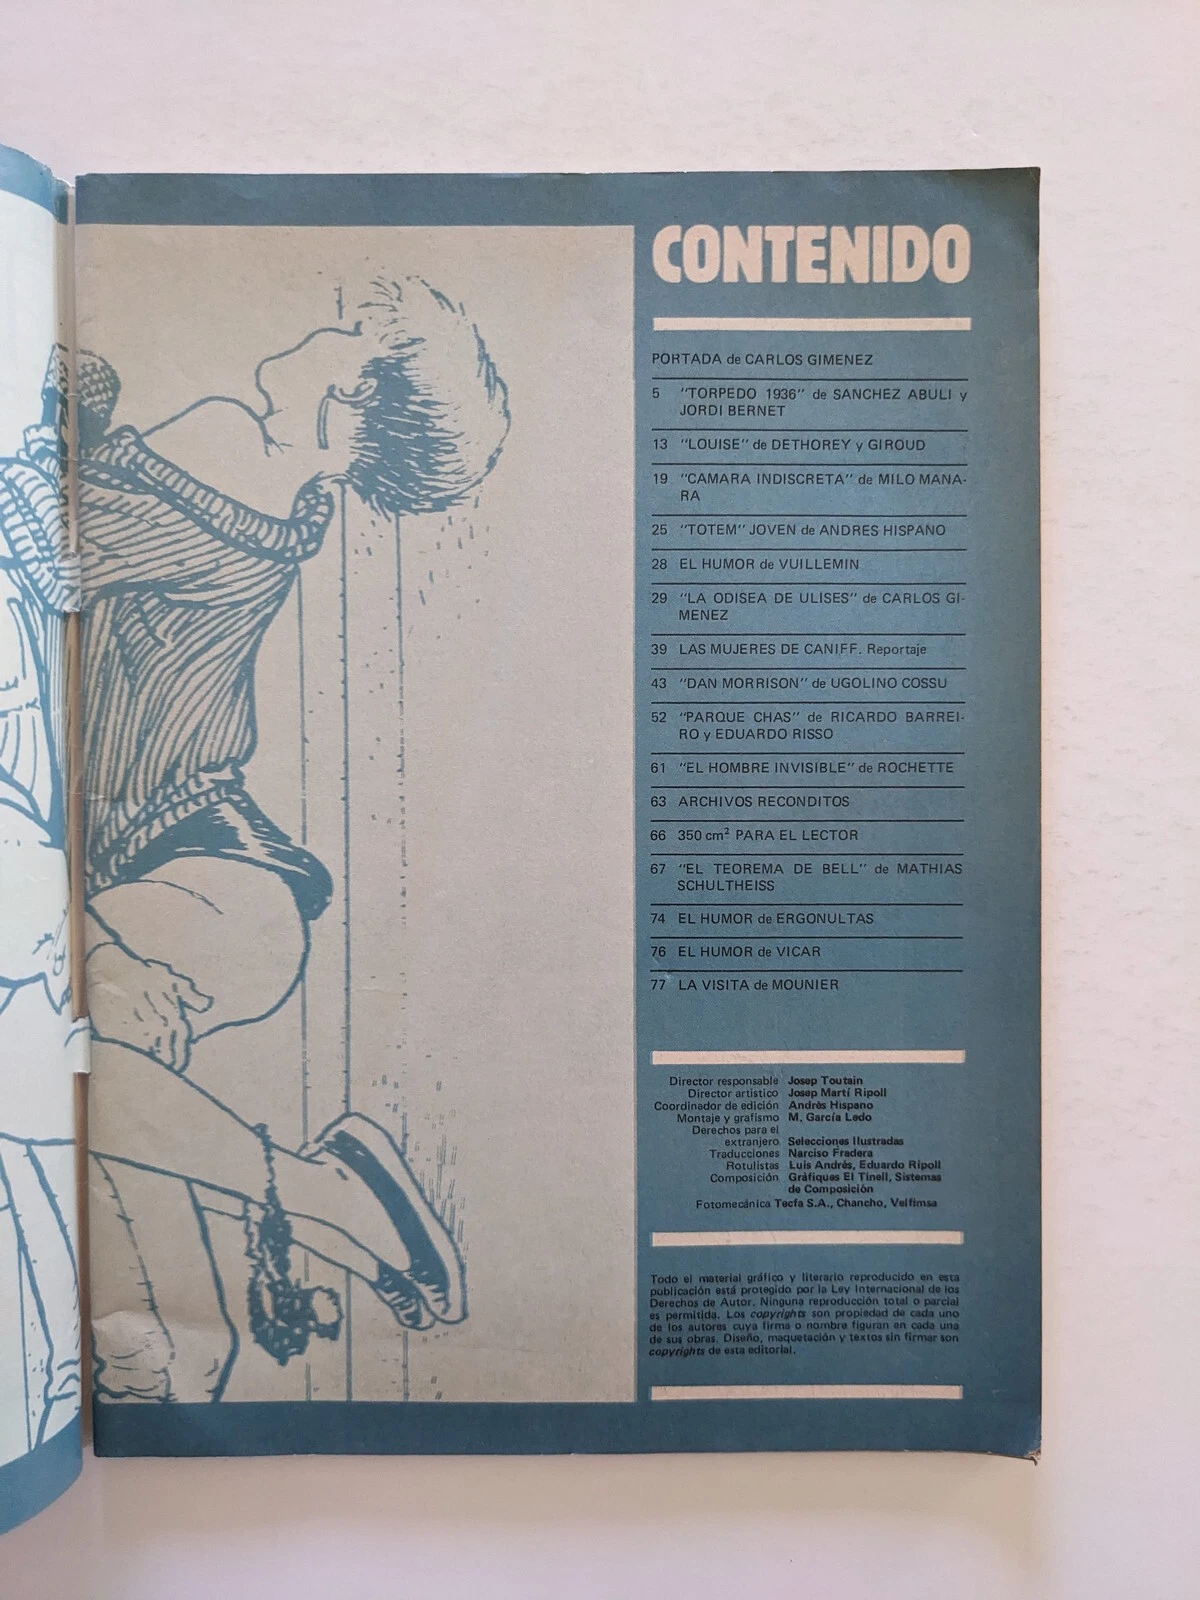 CONTENIDO
PORTADA de CARLOS GIMENEZ
5 "TORPEDO 1936" de SANCHEZ ABULI y
JORDI BERNET
13 "LOUISE" de DETHOREY y GIROUD
19 "CAMARA INDISCRETA" de MILO MANA-
RA
25 "TOTEM" JOVEN de ANDRES HISPANO
28 EL HUMOR de VUILLEMIN
29 "LA ODISEA DE ULISES" de CARLOS GI-
MENEZ
39 LAS MUJERES DE CANIFF. Reportaje
43 "DAN MORRISON" de UGOLINO COSSU
52 "PARQUE CHAS" de RICARDO BARREI-
RO y EDUARDO RISSO
61 "EL HOMBRE INVISIBLE" de ROCHETTE
63 ARCHIVOS RECONDITOS
66 350 cm² PARA EL LECTOR
67 "EL TEOREMA DE BELL" de MATHIAS
SCHULTHEISS
74 EL HUMOR de ERGONULTAS
76 EL HUMOR de VICAR
77 LA VISITA de MOUNIER
Director responsable Josep Toutain
Director artístico Josep Martí Ripoll
Coordinador de edición Andrés Hispano
Montaje y grafismo M. García Ledo
Derechos para el
extranjero Selecciones Ilustradas
Traducciones Narciso Fradera
Rotulistas Luis Andrés, Eduardo Ripoll
Composición Gràfiques El Tinell, Sistemas
de Composición
Fotomecánica Tecfa S.A., Chancho, Velfimsa
Todo el material gráfico y literario reproducido en esta
publicación está protegido por la Ley Internacional de los
Derechos de Autor. Ninguna reproducción total o parcial
es permitida. Los copyrights son propiedad de cada uno
de los autores cuya firma o nombre figuran en cada una
de sus obras. Diseño, maquetación y textos sin firmar son
copyrights de esta editorial.